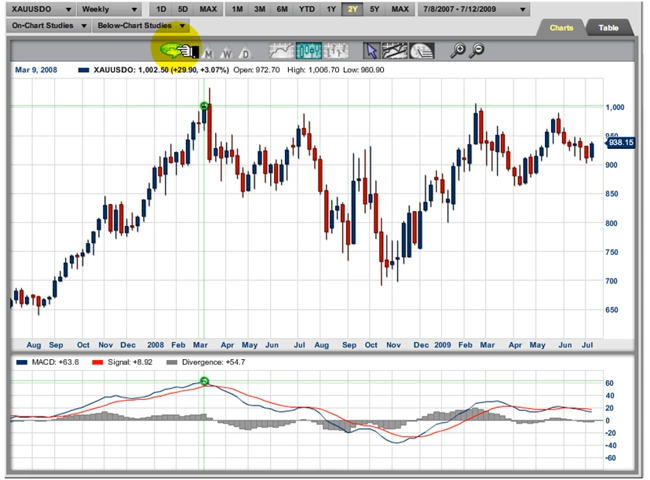 XAUUSDO Weekly 1D 5D MAX 1M 3M 6M YTD 1Y 2Y 5Y MAX 7/8/2007 - 7/12/2009
On-Chart Studies Below-Chart Studies Charts Table
M W D
Mar 9, 2008 XAUUSDO: 1,002.50 (+29.90, +3.07%) Open: 972.70 High: 1,006.70 Low: 960.90
1,000
950
938.15
900
850
800
750
700
650
Aug Sep Oct Nov Dec 2008 Feb Mar Apr May Jun Jul Aug Sep Oct Nov Dec 2009 Feb Mar Apr May Jun Jul
MACD: +63.6 Signal: +8.92 Divergence: +54.7
60
40
20
0
-20
-40
-60